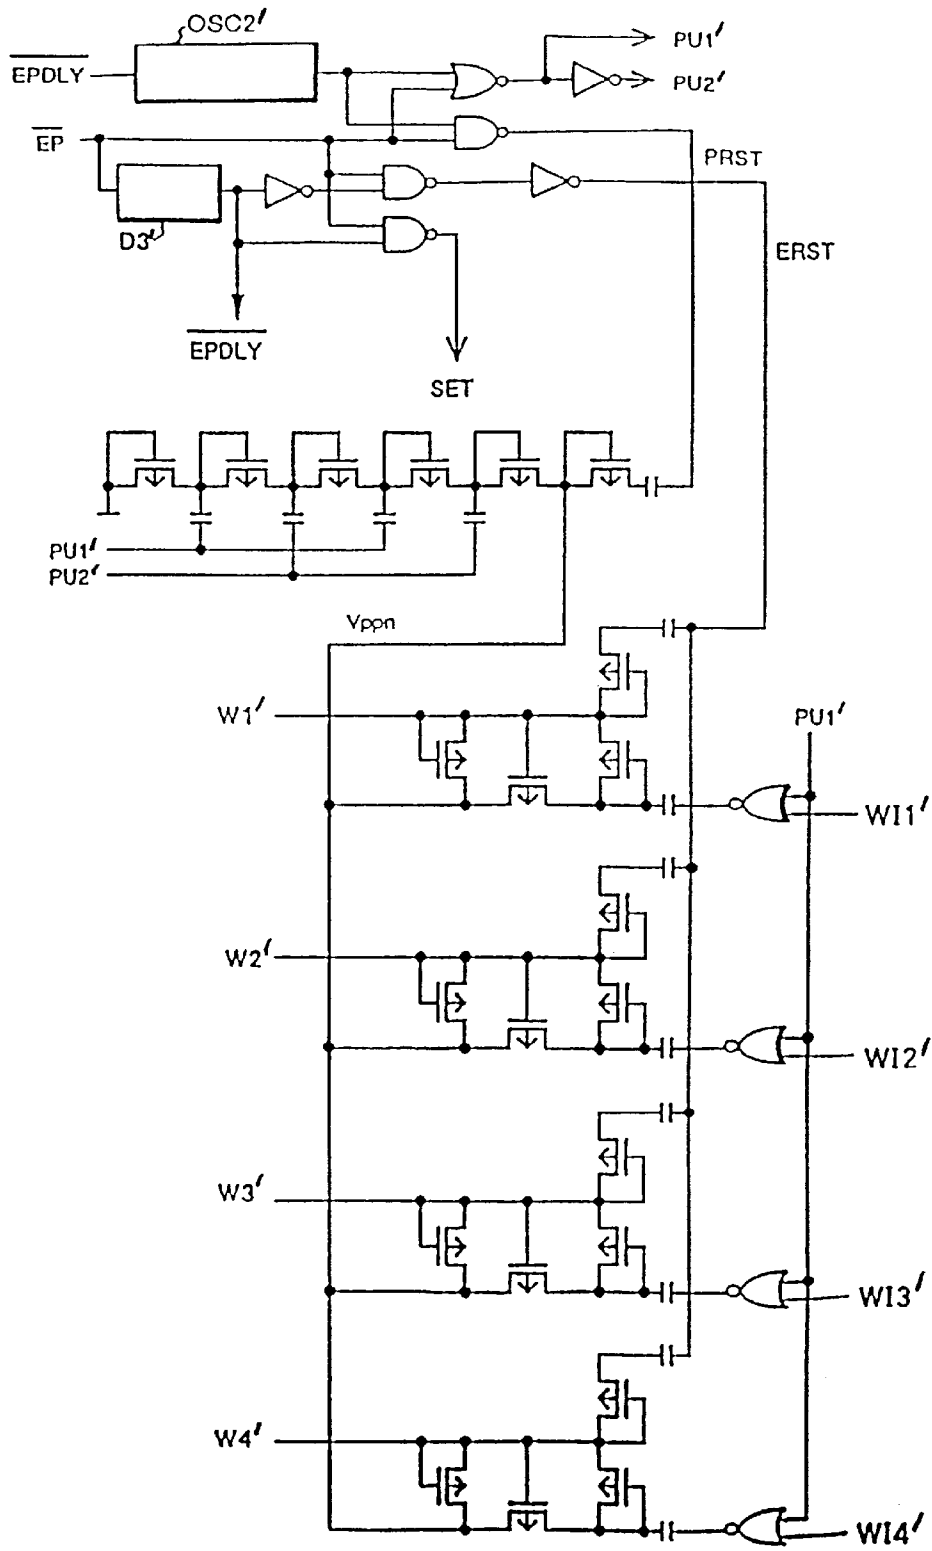 OSC2′
PU1′
EPDLY
PU2′
EP
PRST
D3′
ERST
EPDLY
SET
PU1′
PU2′
Vppn
W1′
PU1′
WI1′
W2′
WI2′
W3′
WI3′
W4′
WI4′